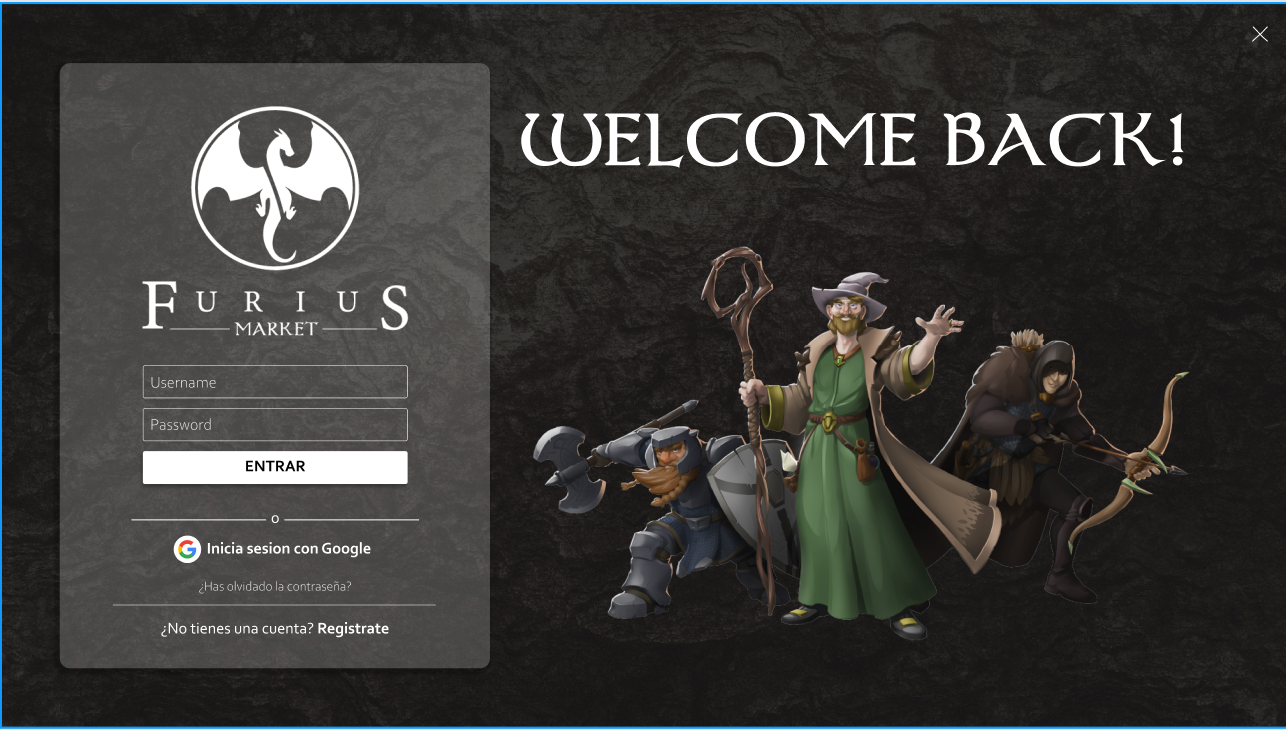 WELCOME BACK!
FURIUS
MARKET
Username
Password
ENTRAR
o
Inicia sesion con Google
¿Has olvidado la contraseña?
¿No tienes una cuenta? Registrate